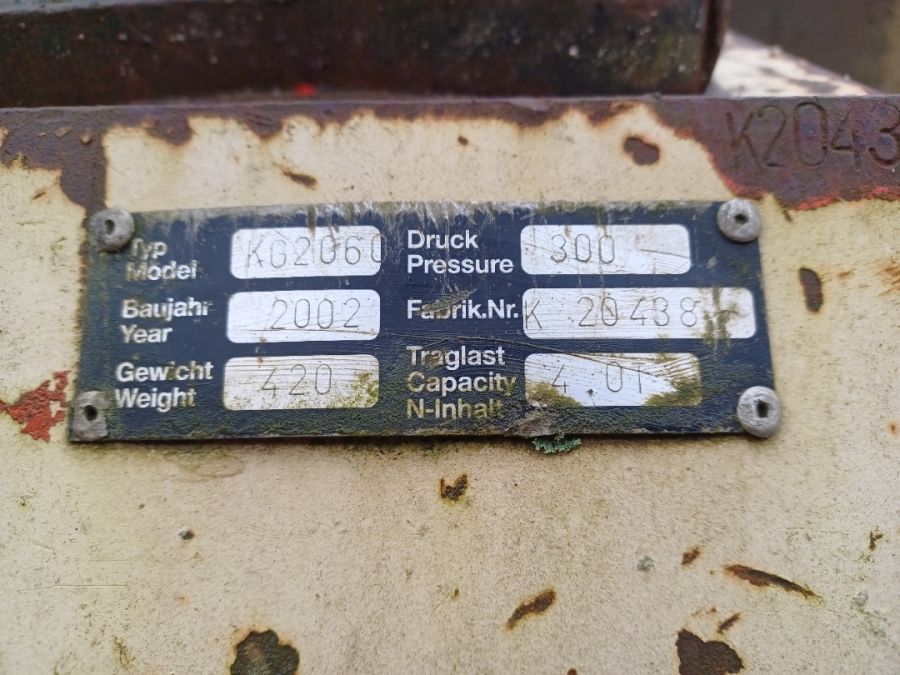 K2043
Typ
Model
KG2060
Druck
Pressure
300
Baujahr
Year
2002
Fabrik.Nr.
K 20438
Gewicht
Weight
420
Traglast
Capacity
N-Inhalt
4 0T